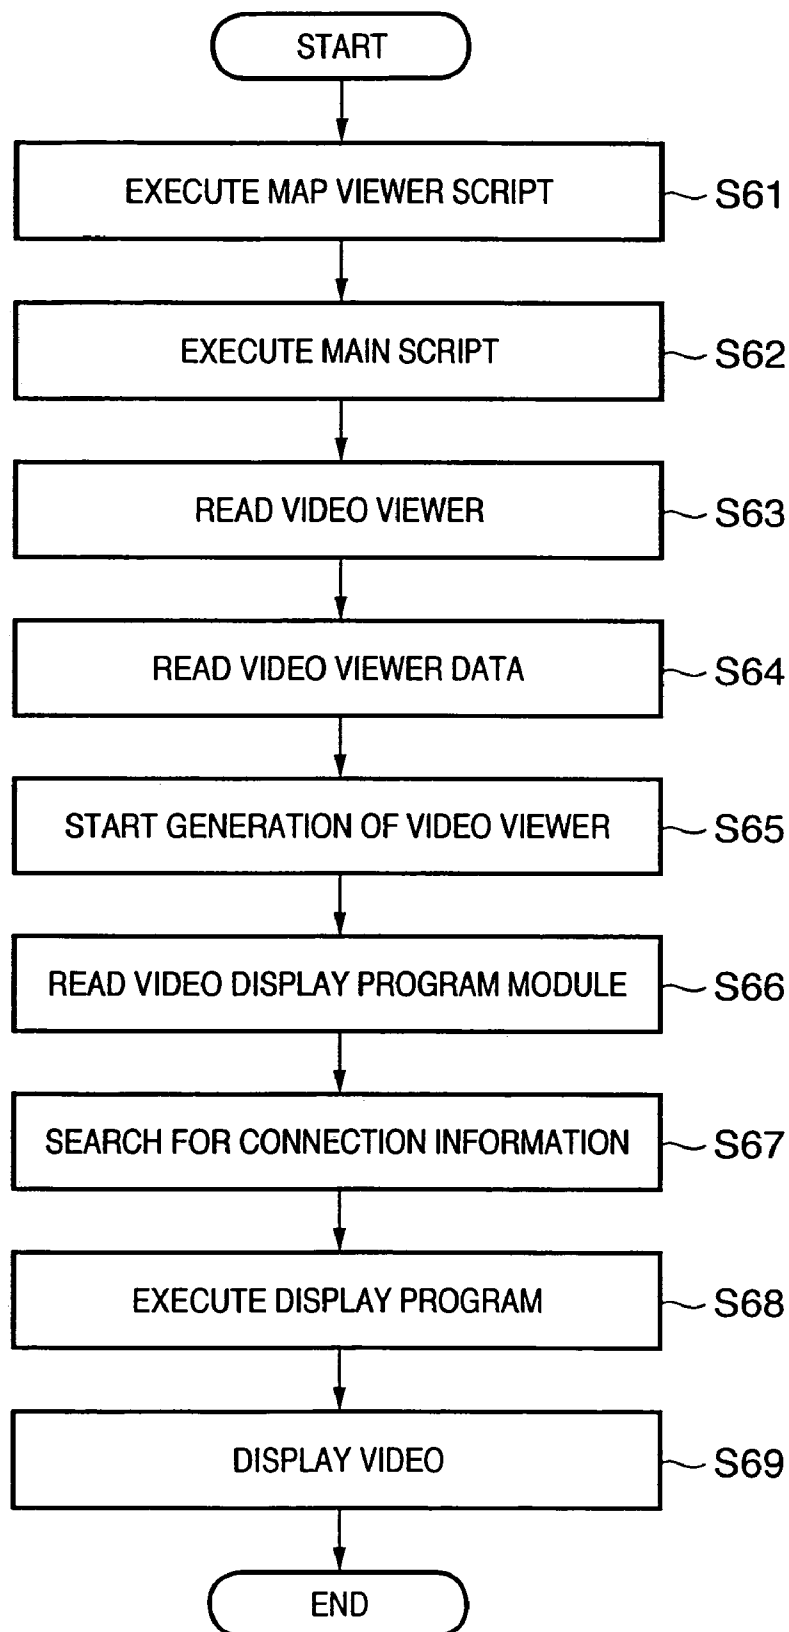 START
EXECUTE MAP VIEWER SCRIPT S61
EXECUTE MAIN SCRIPT S62
READ VIDEO VIEWER S63
READ VIDEO VIEWER DATA S64
START GENERATION OF VIDEO VIEWER S65
READ VIDEO DISPLAY PROGRAM MODULE S66
SEARCH FOR CONNECTION INFORMATION S67
EXECUTE DISPLAY PROGRAM S68
DISPLAY VIDEO S69
END